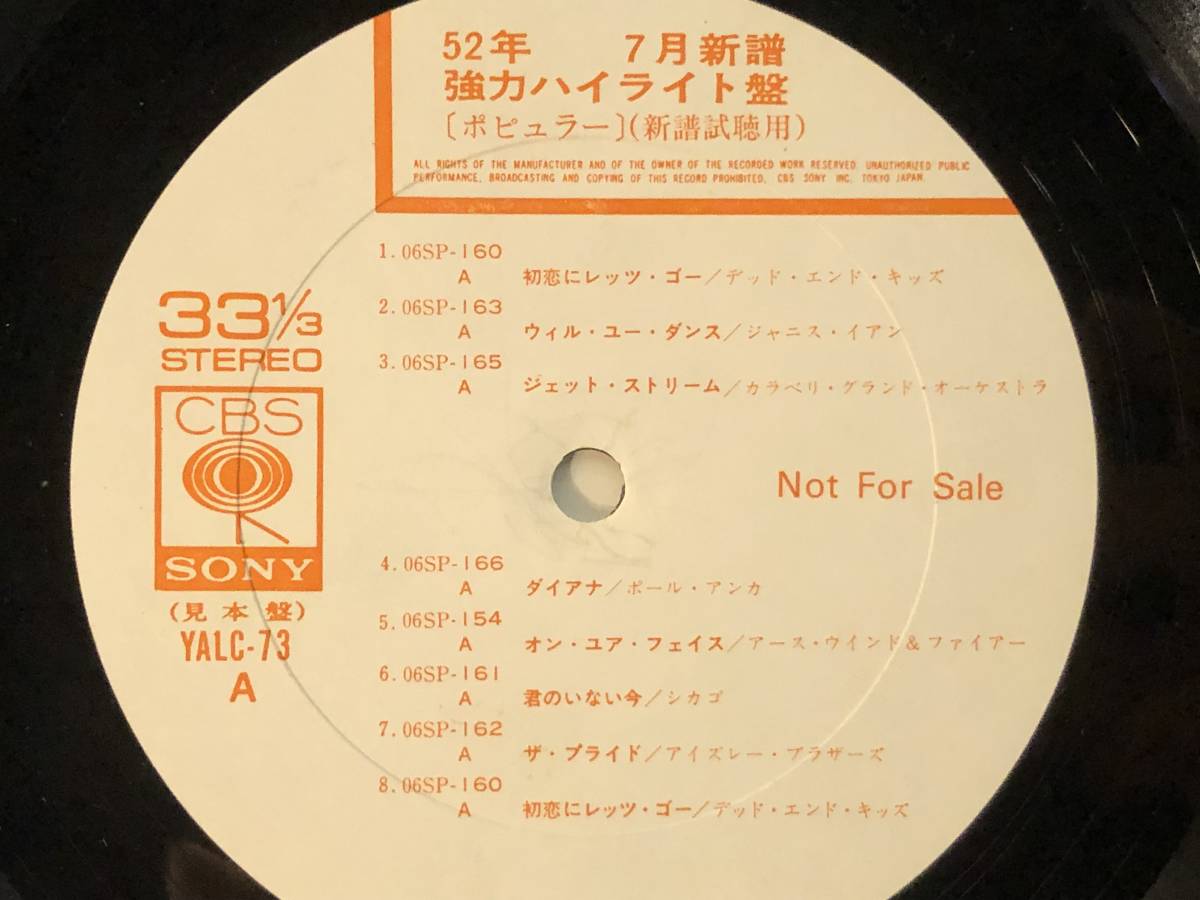 52年 7月新譜
強力ハイライト盤
〔ポピュラー〕(新譜試聴用)
ALL RIGHTS OF THE MANUFACTURER AND OF THE OWNER OF THE RECORDED WORK RESERVED. UNAUTHORIZED PUBLIC
PERFORMANCE, BROADCASTING AND COPYING OF THIS RECORD PROHIBITED. CBS SONY INC. TOKYO JAPAN.
33 1/3
STEREO
CBS
SONY
(見本盤)
YALC-73
A
1. 06SP-160
A 初恋にレッツ・ゴー/デッド・エンド・キッズ
2. 06SP-163
A ウィル・ユー・ダンス/ジャニス・イアン
3. 06SP-165
A ジェット・ストリーム/カラベリ・グランド・オーケストラ
Not For Sale
4. 06SP-166
A ダイアナ/ポール・アンカ
5. 06SP-154
A オン・ユア・フェイス/アース・ウインド&ファイアー
6. 06SP-161
A 君のいない今/シカゴ
7. 06SP-162
A ザ・プライド/アイズレー・ブラザーズ
8. 06SP-160
A 初恋にレッツ・ゴー/デッド・エンド・キッズ